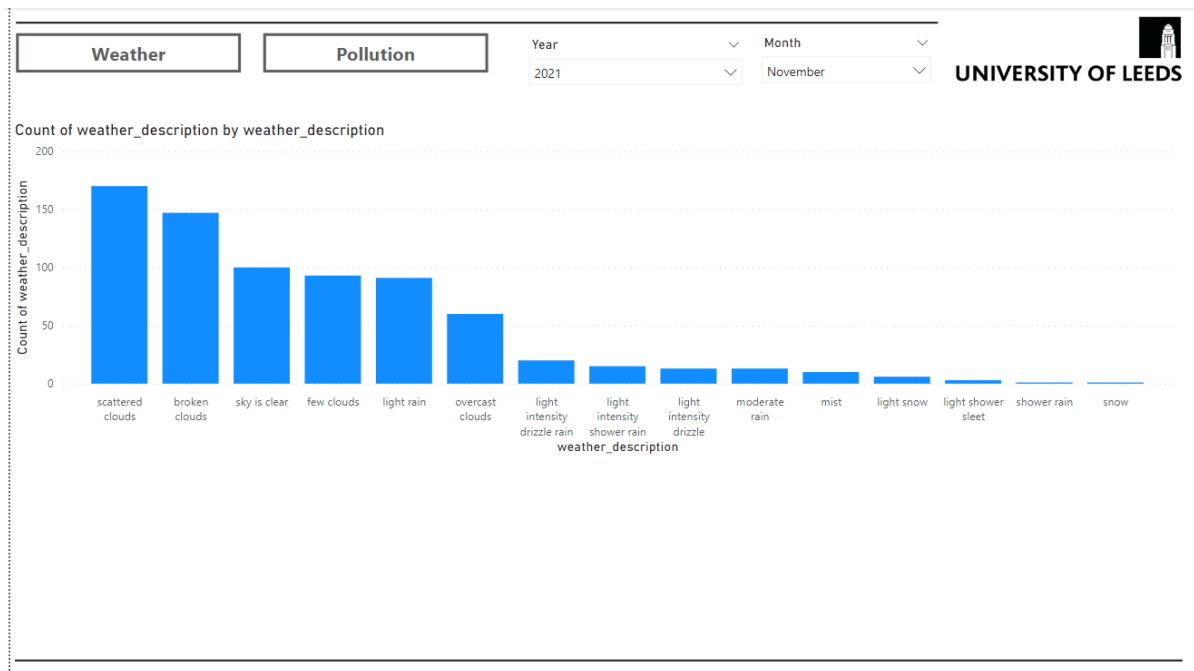 Weather
Pollution
Year
2021
Month
November
UNIVERSITY OF LEEDS
Count of weather_description by weather_description
Count of weather_description
200
150
100
50
0
scattered
clouds
broken
clouds
sky is clear
few clouds
light rain
overcast
clouds
light
intensity
drizzle rain
light
intensity
shower rain
light
intensity
drizzle
moderate
rain
mist
light snow
light shower
sleet
shower rain
snow
weather_description